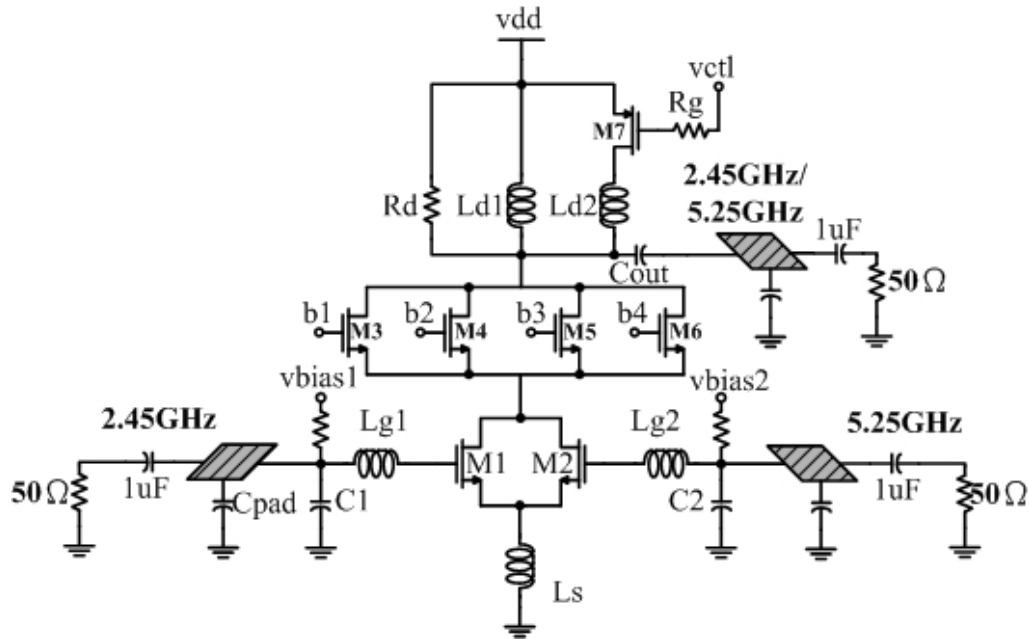 vdd
vctl
Rg
M7
2.45GHz/
5.25GHz
Rd
Ld1
Ld2
1uF
50Ω
Cout
b1
b2
b3
b4
M3
M4
M5
M6
vbias1
vbias2
2.45GHz
Lg1
Lg2
5.25GHz
M1
M2
50Ω
1uF
Cpad
C1
C2
1uF
50Ω
Ls